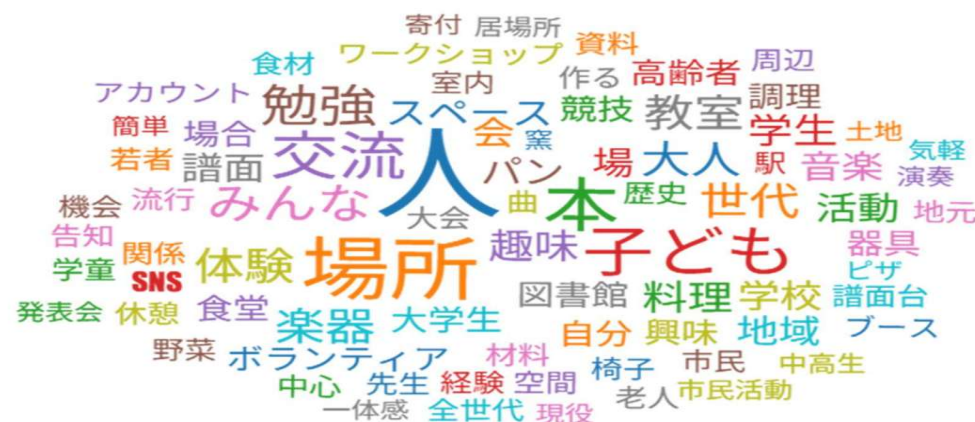 寄付 居場所
ワークショップ 資料
食材 室内 作る 高齢者 周辺
アカウント 勉強 スペース 競技 教室 調理
簡単 場合 会 窯 学生 土地
若者 譜面 交流 人 パン 場 大人 駅 音楽 気軽
演奏
機会 流行 みんな 大会 曲 本 歴史 世代 活動 地元
告知 関係 体験 場所 趣味 子ども 器具
学童 SNS ピザ
図書館 料理 学校 譜面台
発表会 休憩 食堂 楽器 大学生 自分 興味 地域 ブース
野菜 ボランティア 材料 椅子 市民 中高生
中心 先生 経験 空間 老人 市民活動
一体感 全世代 現役